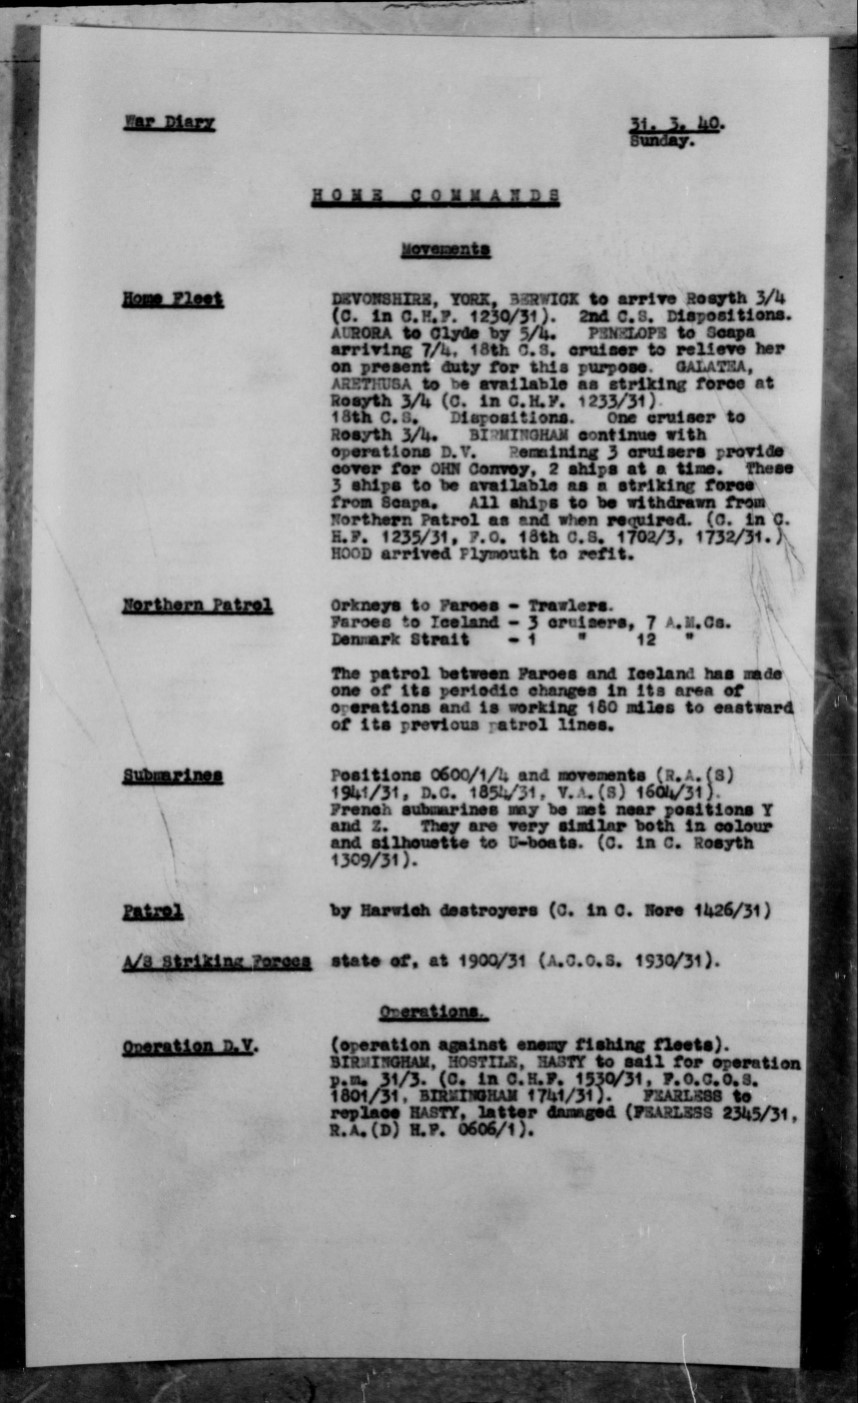 War Diary
31. 3. 40.
Sunday.
HOME COMMANDS
Movements
Home Fleet
DEVONSHIRE, YORK, BERWICK to arrive Rosyth 3/4
(C. in C.H.F. 1230/31). 2nd C.S. Dispositions.
AURORA to Clyde by 5/4. PENELOPE to Scapa
arriving 7/4, 18th C.S. cruiser to relieve her
on present duty for this purpose. GALATEA,
ARETHUSA to be available as striking force at
Rosyth 3/4 (C. in C.H.F. 1233/31).
18th C.S. Dispositions. One cruiser to
Rosyth 3/4. BIRMINGHAM continue with
operations D.V. Remaining 3 cruisers provide
cover for OHN Convoy, 2 ships at a time. These
3 ships to be available as a striking force
from Scapa. All ships to be withdrawn from
Northern Patrol as and when required. (C. in C.
H.F. 1235/31, F.O. 18th C.S. 1702/3, 1732/31.)
HOOD arrived Plymouth to refit.
Northern Patrol
Orkneys to Faroes - Trawlers.
Faroes to Iceland - 3 cruisers, 7 A.M.Cs.
Denmark Strait - 1 " 12 "
The patrol between Faroes and Iceland has made
one of its periodic changes in its area of
operations and is working 180 miles to eastward
of its previous patrol lines.
Submarines
Positions 0600/1/4 and movements (R.A.(S)
1941/31, D.C. 1854/31, V.A.(S) 1604/31).
French submarines may be met near positions Y
and Z. They are very similar both in colour
and silhouette to U-boats. (C. in C. Rosyth
1309/31).
Patrol
by Harwich destroyers (C. in C. Nore 1426/31)
A/S Striking Forces
state of, at 1900/31 (A.C.O.S. 1930/31).
Operations.
Operation D.V.
(operation against enemy fishing fleets).
BIRMINGHAM, HOSTILE, HASTY to sail for operation
p.m. 31/3. (C. in C.H.F. 1530/31, F.O.C.O.S.
1801/31, BIRMINGHAM 1741/31). FEARLESS to
replace HASTY, latter damaged (FEARLESS 2345/31,
R.A.(D) H.F. 0606/1).